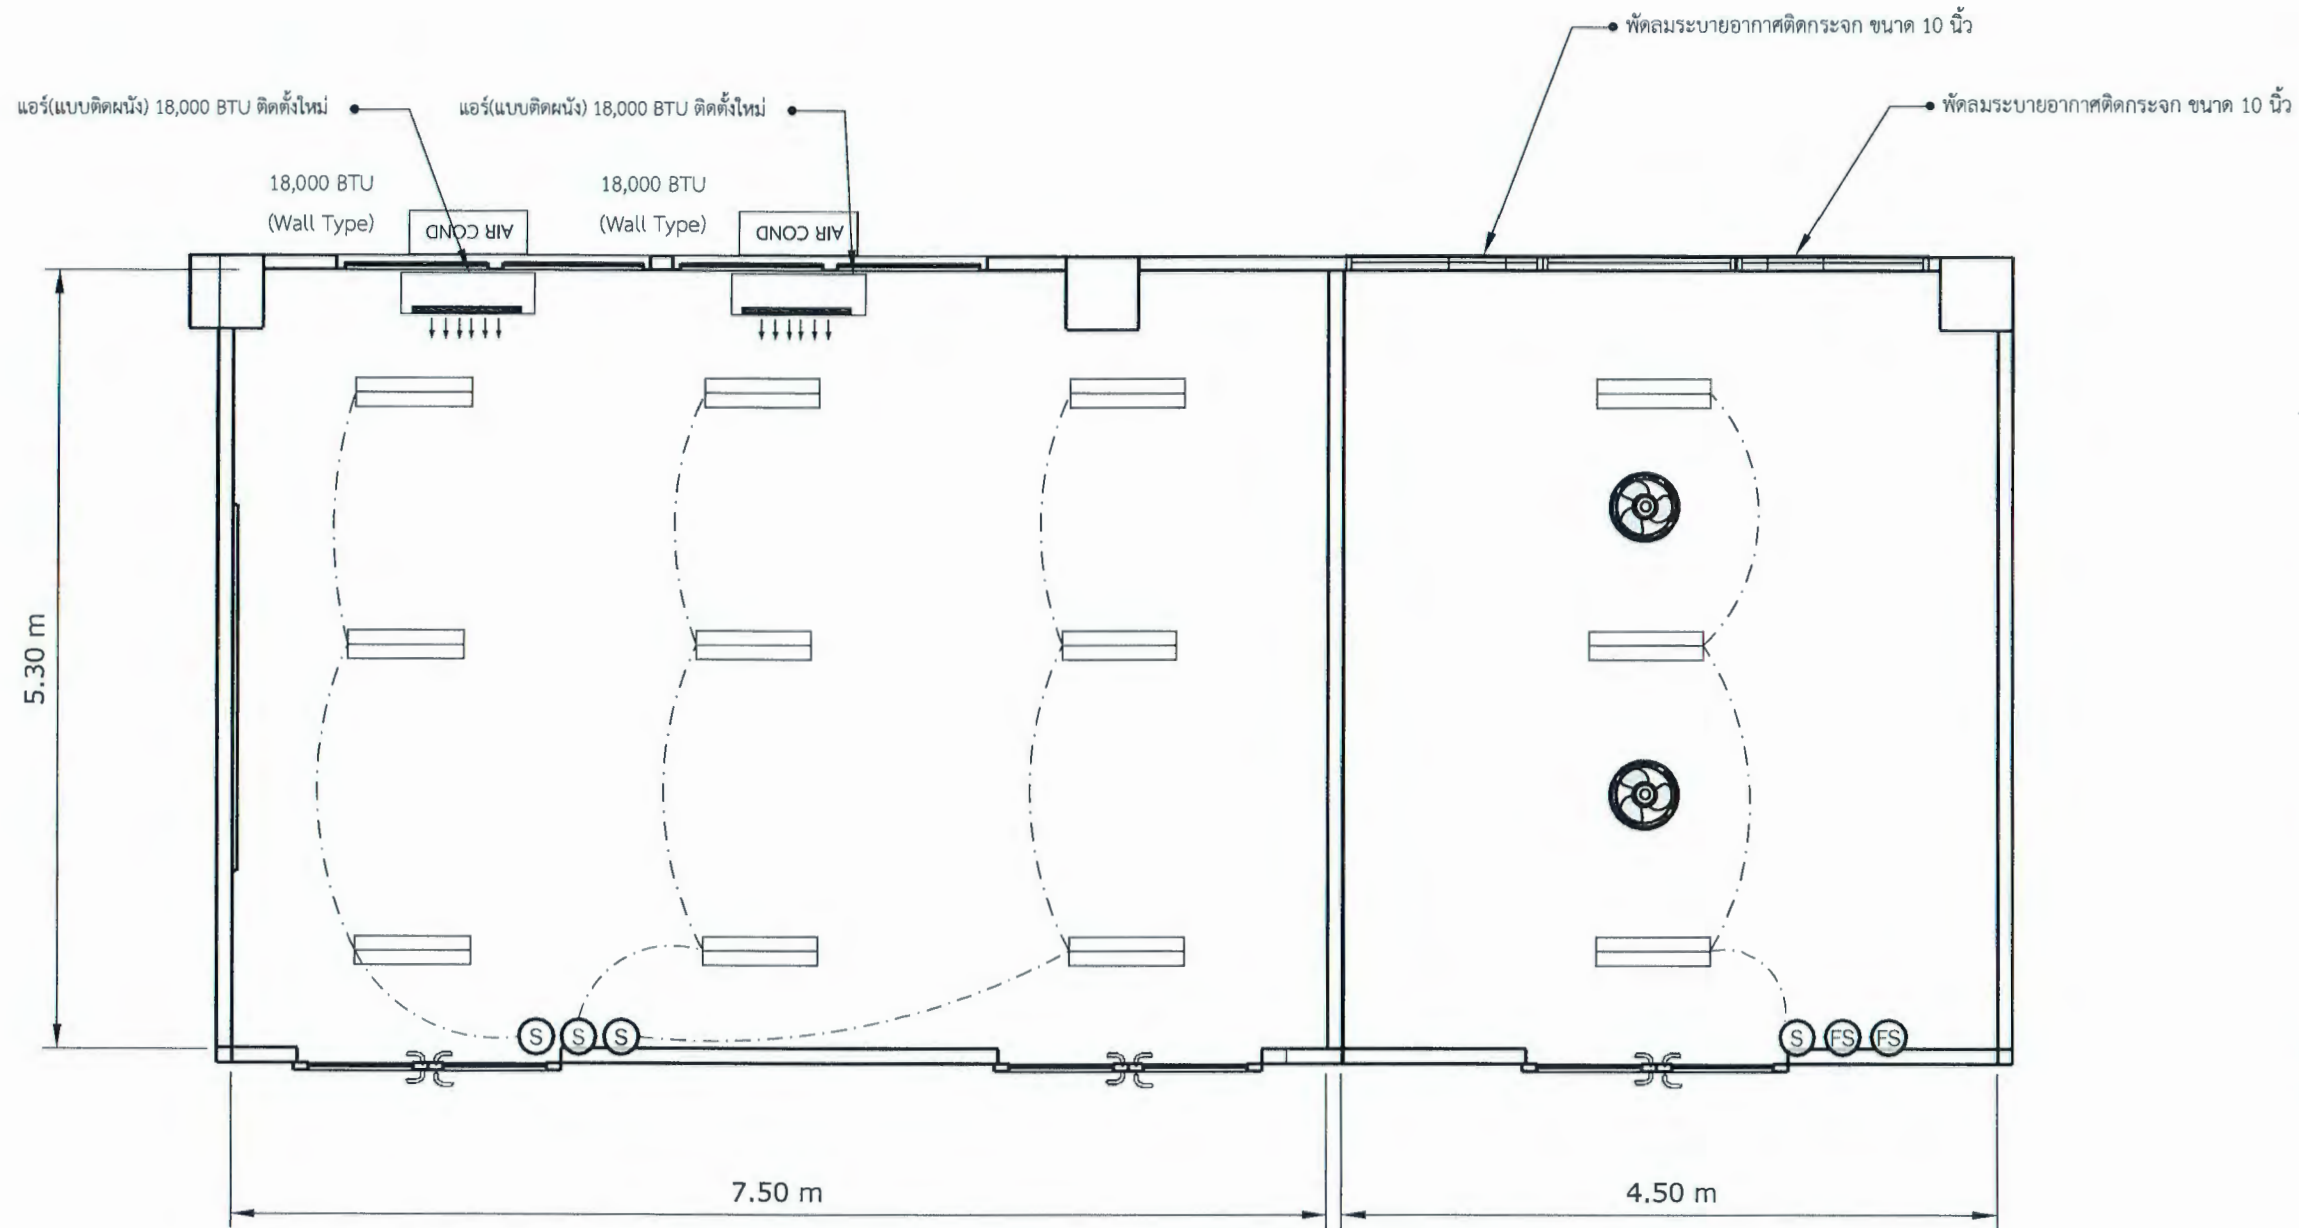 พัดลมระบายอากาศติดกระจก ขนาด 10 นิ้ว
แอร์(แบบติดผนัง) 18,000 BTU ติดตั้งใหม่
แอร์(แบบติดผนัง) 18,000 BTU ติดตั้งใหม่
พัดลมระบายอากาศติดกระจก ขนาด 10 นิ้ว
18,000 BTU
(Wall Type)
18,000 BTU
(Wall Type)
AIR COND
AIR COND
5.30 m
S
S
S
S
FS
FS
7.50 m
4.50 m